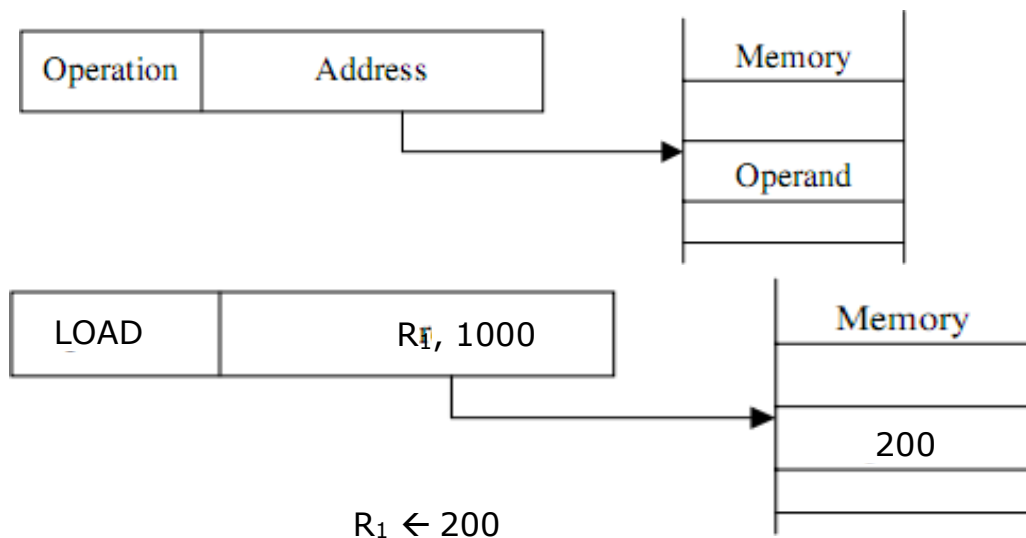 Operation Address
Memory
Operand
LOAD R1, 1000
Memory
200
R1 ← 200